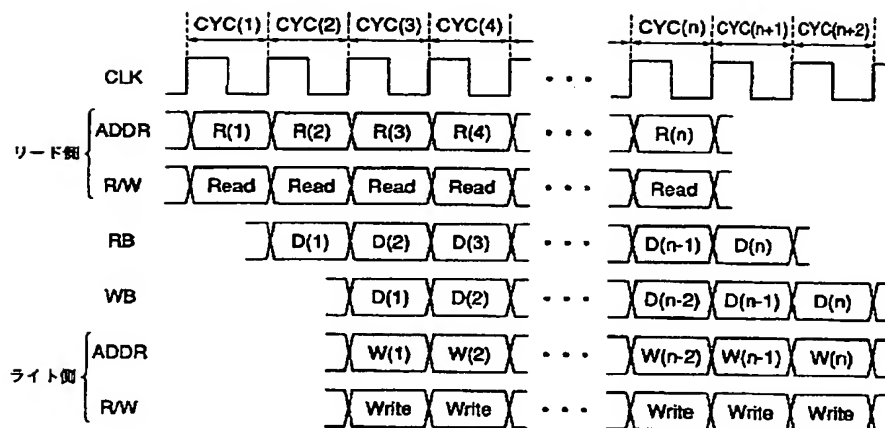 CYC(1) CYC(2) CYC(3) CYC(4) CYC(n) CYC(n+1) CYC(n+2)
CLK • • •
リード側
ADDR R(1) R(2) R(3) R(4) • • • R(n)
R/W Read Read Read Read • • • Read
RB D(1) D(2) D(3) • • • D(n-1) D(n)
WB D(1) D(2) • • • D(n-2) D(n-1) D(n)
ライト側
ADDR W(1) W(2) • • • W(n-2) W(n-1) W(n)
R/W Write Write • • • Write Write Write